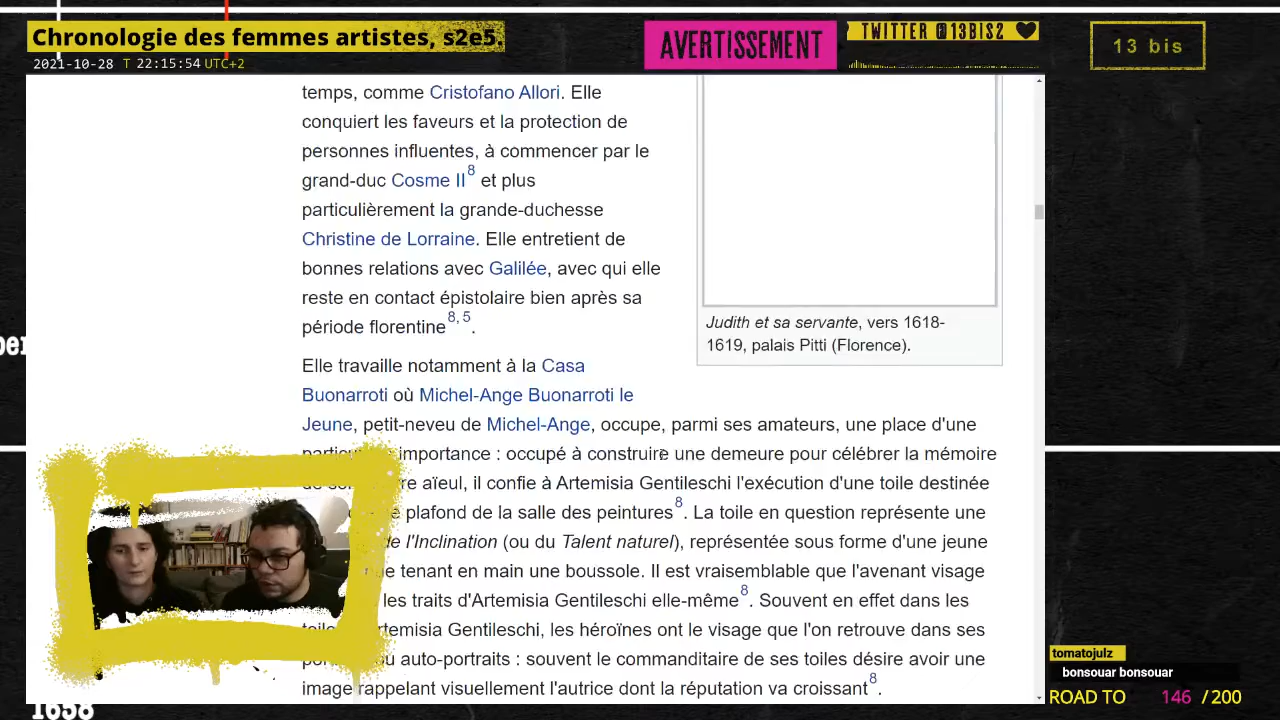 Chronologie des femmes artistes, s2e5
2021-10-28 T 22:15:54 UTC+2
AVERTISSEMENT
TWITTER @13BIS2
13 bis
temps, comme Cristofano Allori. Elle
conquiert les faveurs et la protection de
personnes influentes, à commencer par le
grand-duc Cosme II8 et plus
particulièrement la grande-duchesse
Christine de Lorraine. Elle entretient de
bonnes relations avec Galilée, avec qui elle
reste en contact épistolaire bien après sa
période florentine8, 5.
Judith et sa servante, vers 1618-
1619, palais Pitti (Florence).
Elle travaille notamment à la Casa
Buonarroti où Michel-Ange Buonarroti le
Jeune, petit-neveu de Michel-Ange, occupe, parmi ses amateurs, une place d'une
importance : occupé à construire une demeure pour célébrer la mémoire
aïeul, il confie à Artemisia Gentileschi l'exécution d'une toile destinée
plafond de la salle des peintures8. La toile en question représente une
de l'Inclination (ou du Talent naturel), représentée sous forme d'une jeune
tenant en main une boussole. Il est vraisemblable que l'avenant visage
les traits d'Artemisia Gentileschi elle-même8. Souvent en effet dans les
Gentileschi, les héroïnes ont le visage que l'on retrouve dans ses
auto-portraits : souvent le commanditaire de ses toiles désire avoir une
image rappelant visuellement l'autrice dont la réputation va croissant8.
1638
tomatojulz
bonsouar bonsouar
ROAD TO 146 / 200